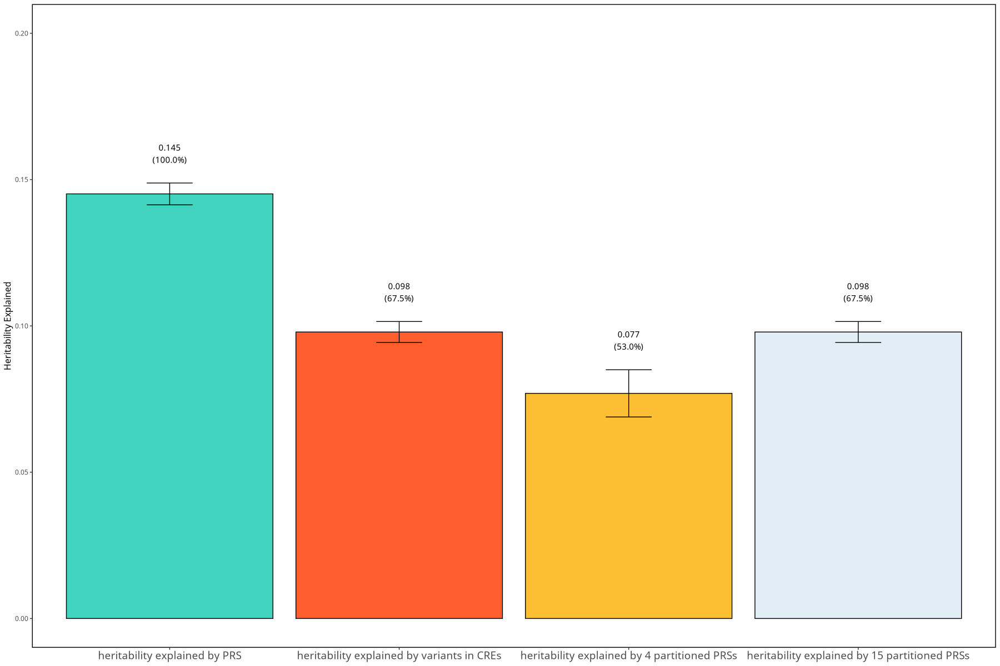 Heritability Explained
0.20
0.15
0.10
0.05
0.00
0.145
(100.0%)
0.098
(67.5%)
0.077
(53.0%)
0.098
(67.5%)
heritability explained by PRS
heritability explained by variants in CREs
heritability explained by 4 partitioned PRSs
heritability explained by 15 partitioned PRSs